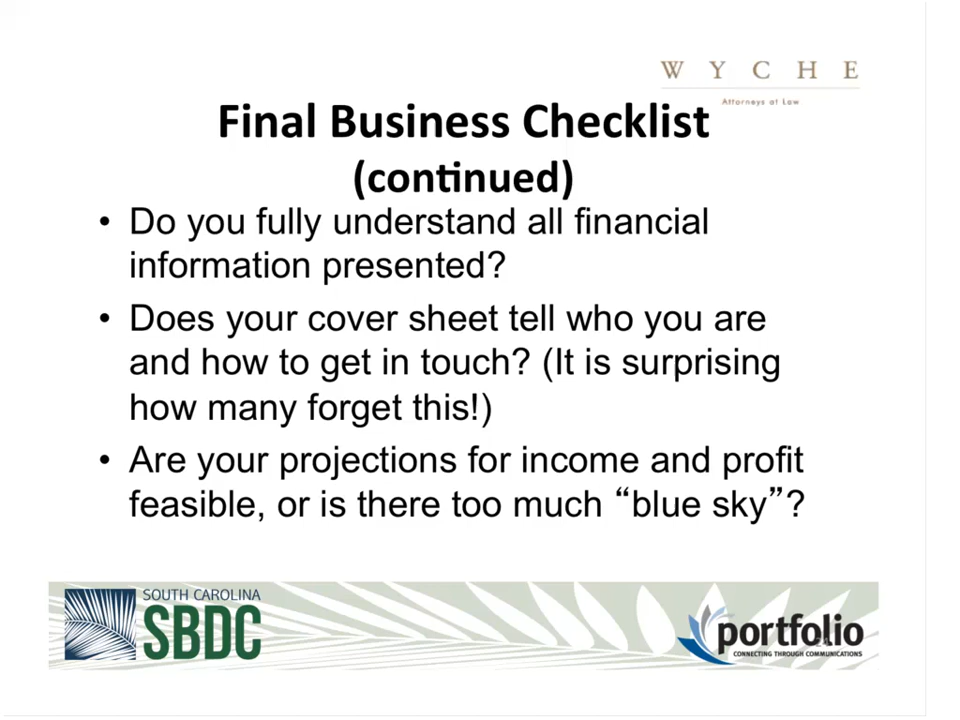 WYCHE
Attorneys at Law
Final Business Checklist
(continued)
• Do you fully understand all financial
information presented?
• Does your cover sheet tell who you are
and how to get in touch? (It is surprising
how many forget this!)
• Are your projections for income and profit
feasible, or is there too much “blue sky”?
SOUTH CAROLINA
SBDC
portfolio
CONNECTING THROUGH COMMUNICATIONS